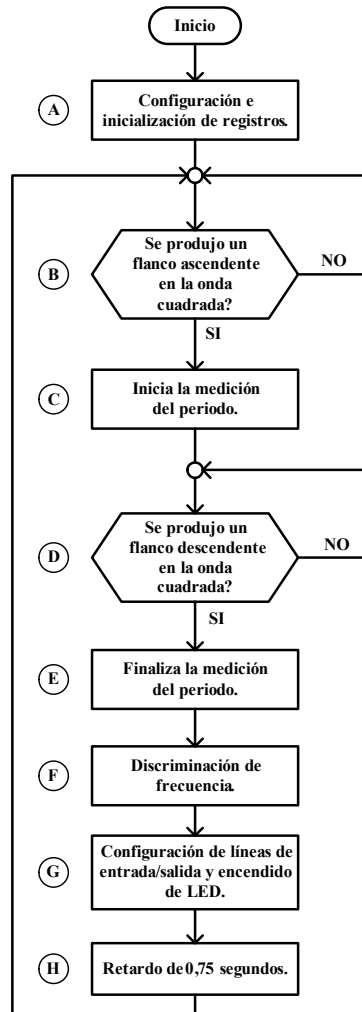 Inicio
A
Configuración e
inicialización de registros.
B
Se produjo un
flanco ascendente
en la onda
cuadrada?
NO
SI
C
Inicia la medición
del periodo.
D
Se produjo un
flanco descendente
en la onda
cuadrada?
NO
SI
E
Finaliza la medición
del periodo.
F
Discriminación de
frecuencia.
G
Configuración de líneas de
entrada/salida y encendido
de LED.
H
Retardo de 0,75 segundos.